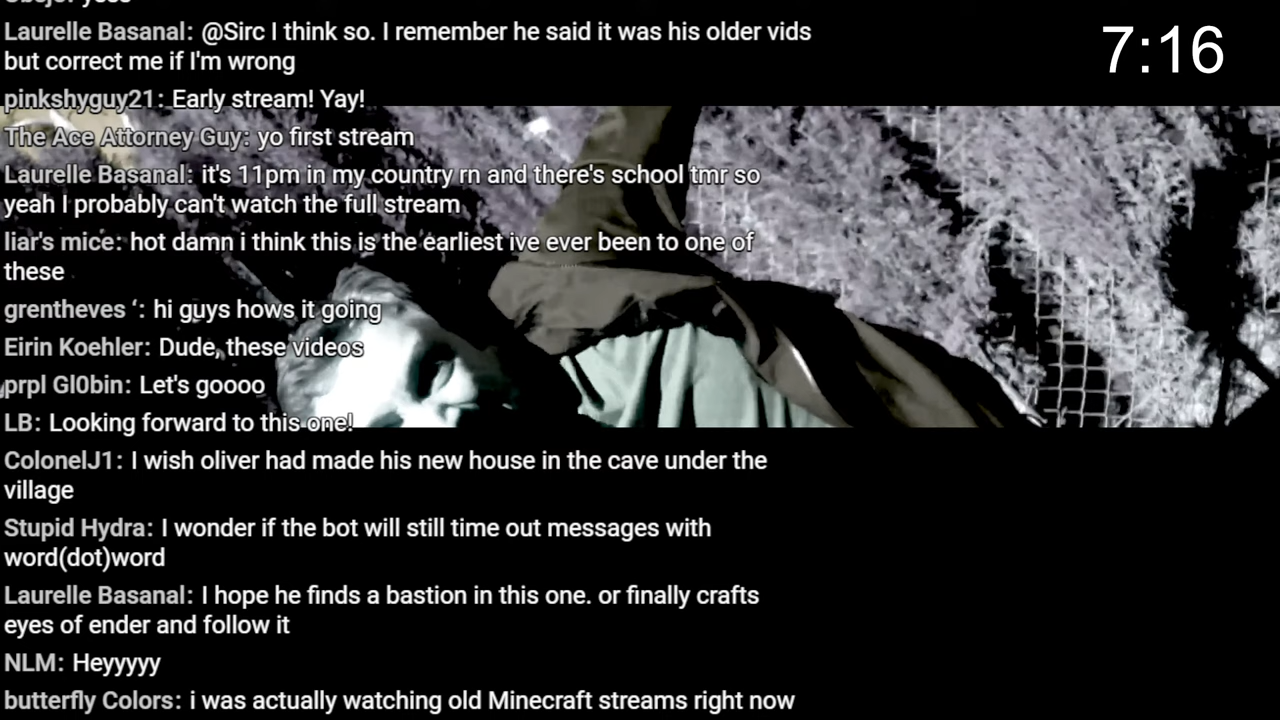 Laurelle Basanal: @Sirc I think so. I remember he said it was his older vids
but correct me if I'm wrong
7:16
pinkshyguy21: Early stream! Yay!
The Ace Attorney Guy: yo first stream
Laurelle Basanal: it's 11pm in my country rn and there's school tmr so
yeah I probably can't watch the full stream
liar's mice: hot damn i think this is the earliest ive ever been to one of
these
grentheves ‘: hi guys hows it going
Eirin Koehler: Dude, these videos
prpl Gl0bin: Let's goooo
LB: Looking forward to this one!
ColonelJ1: I wish oliver had made his new house in the cave under the
village
Stupid Hydra: I wonder if the bot will still time out messages with
word(dot)word
Laurelle Basanal: I hope he finds a bastion in this one. or finally crafts
eyes of ender and follow it
NLM: Heyyyyy
butterfly Colors: i was actually watching old Minecraft streams right now